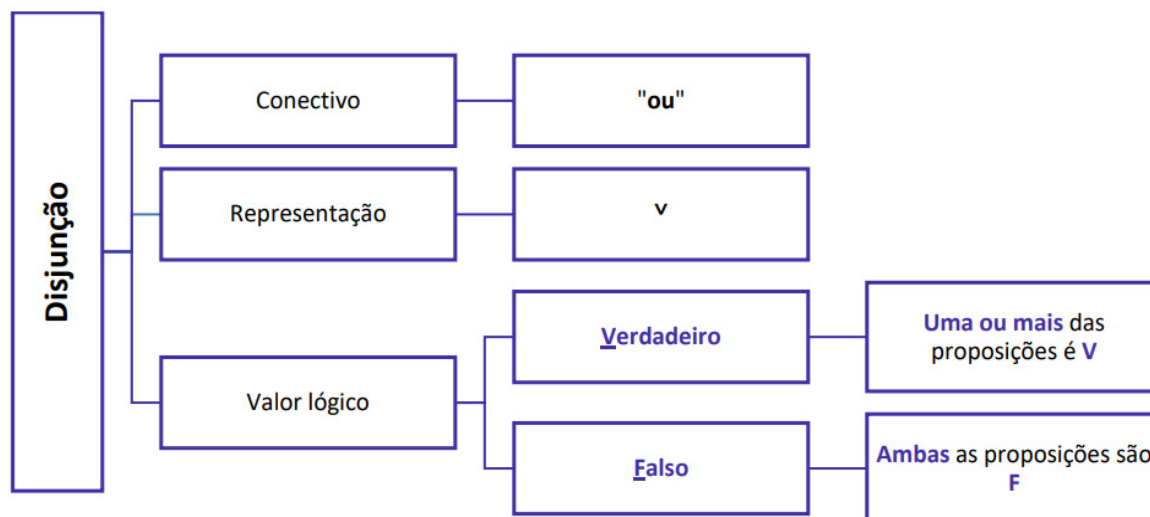 Disjunção
Conectivo
"ou"
Representação
v
Valor lógico
Verdadeiro
Uma ou mais das
proposições é V
Falso
Ambas as proposições são
F